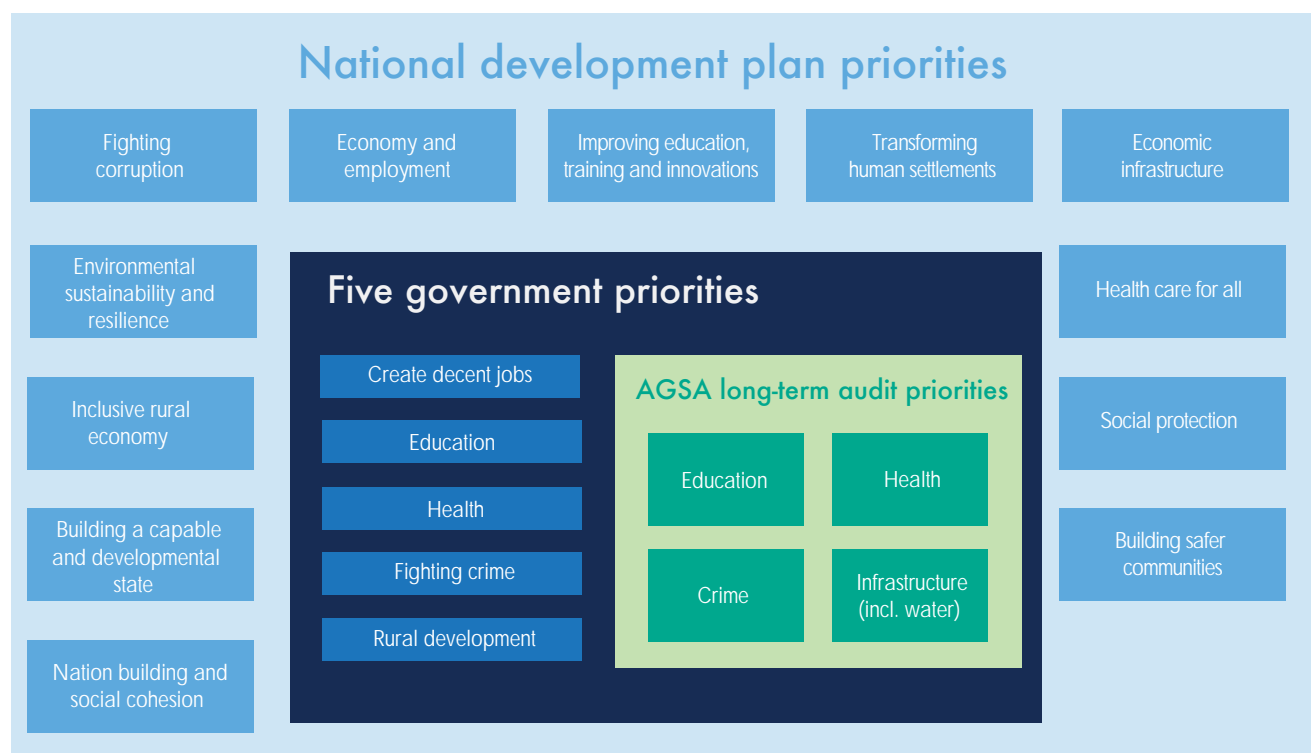 National development plan priorities
Fighting
corruption
Economy and
employment
Improving education,
training and innovations
Transforming
human settlements
Economic
infrastructure
Environmental
sustainability and
resilience
Inclusive rural
economy
Building a capable
and developmental
state
Nation building and
social cohesion
Five government priorities
Create decent jobs
Education
Health
Fighting crime
Rural development
AGSA long-term audit priorities
Education
Health
Crime
Infrastructure
(incl. water)
Health care for all
Social protection
Building safer
communities